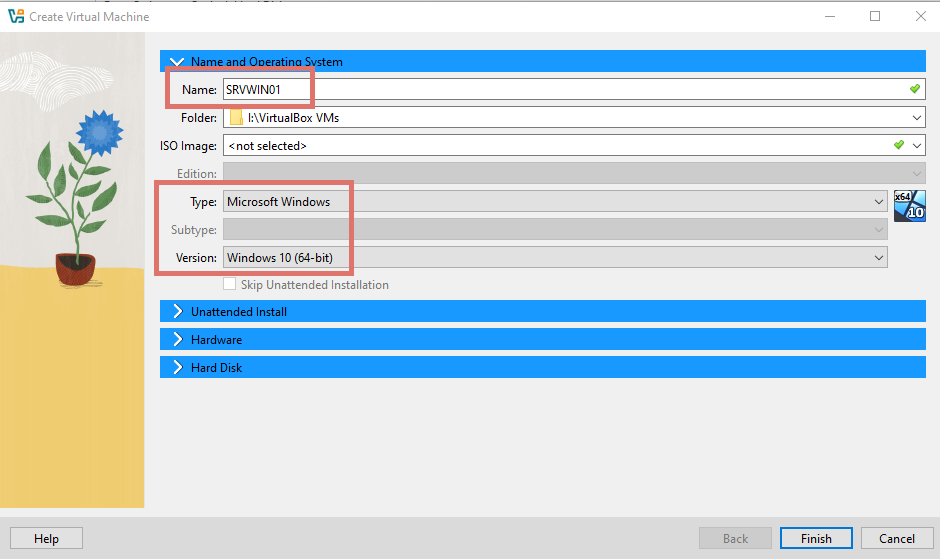 Create Virtual Machine
Name and Operating System
Name: SRVWIN01
Folder: I:\VirtualBox VMs
ISO Image: <not selected>
Edition:
Type: Microsoft Windows
x64
10
Subtype:
Version: Windows 10 (64-bit)
Skip Unattended Installation
Unattended Install
Hardware
Hard Disk
Help Back Finish Cancel